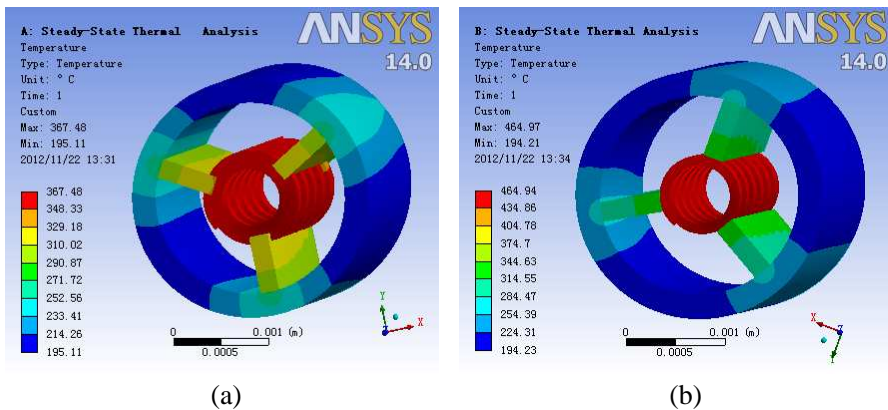 A: Steady-State Thermal Analysis
Temperature
Type: Temperature
Unit: ° C
Time: 1
Custom
Max: 367.48
Min: 195.11
2012/11/22 13:31
ANSYS
14.0
367.48
348.33
329.18
310.02
290.87
271.72
252.56
233.41
214.26
195.11
0
0.001 (m)
0.0005
Y
X
Z
(a)
B: Steady-State Thermal Analysis
Temperature
Type: Temperature
Unit: ° C
Time: 1
Custom
Max: 464.97
Min: 194.21
2012/11/22 13:34
ANSYS
14.0
464.94
434.86
404.78
374.7
344.63
314.55
284.47
254.39
224.31
194.23
0
0.001 (m)
0.0005
X
Z
Y
(b)